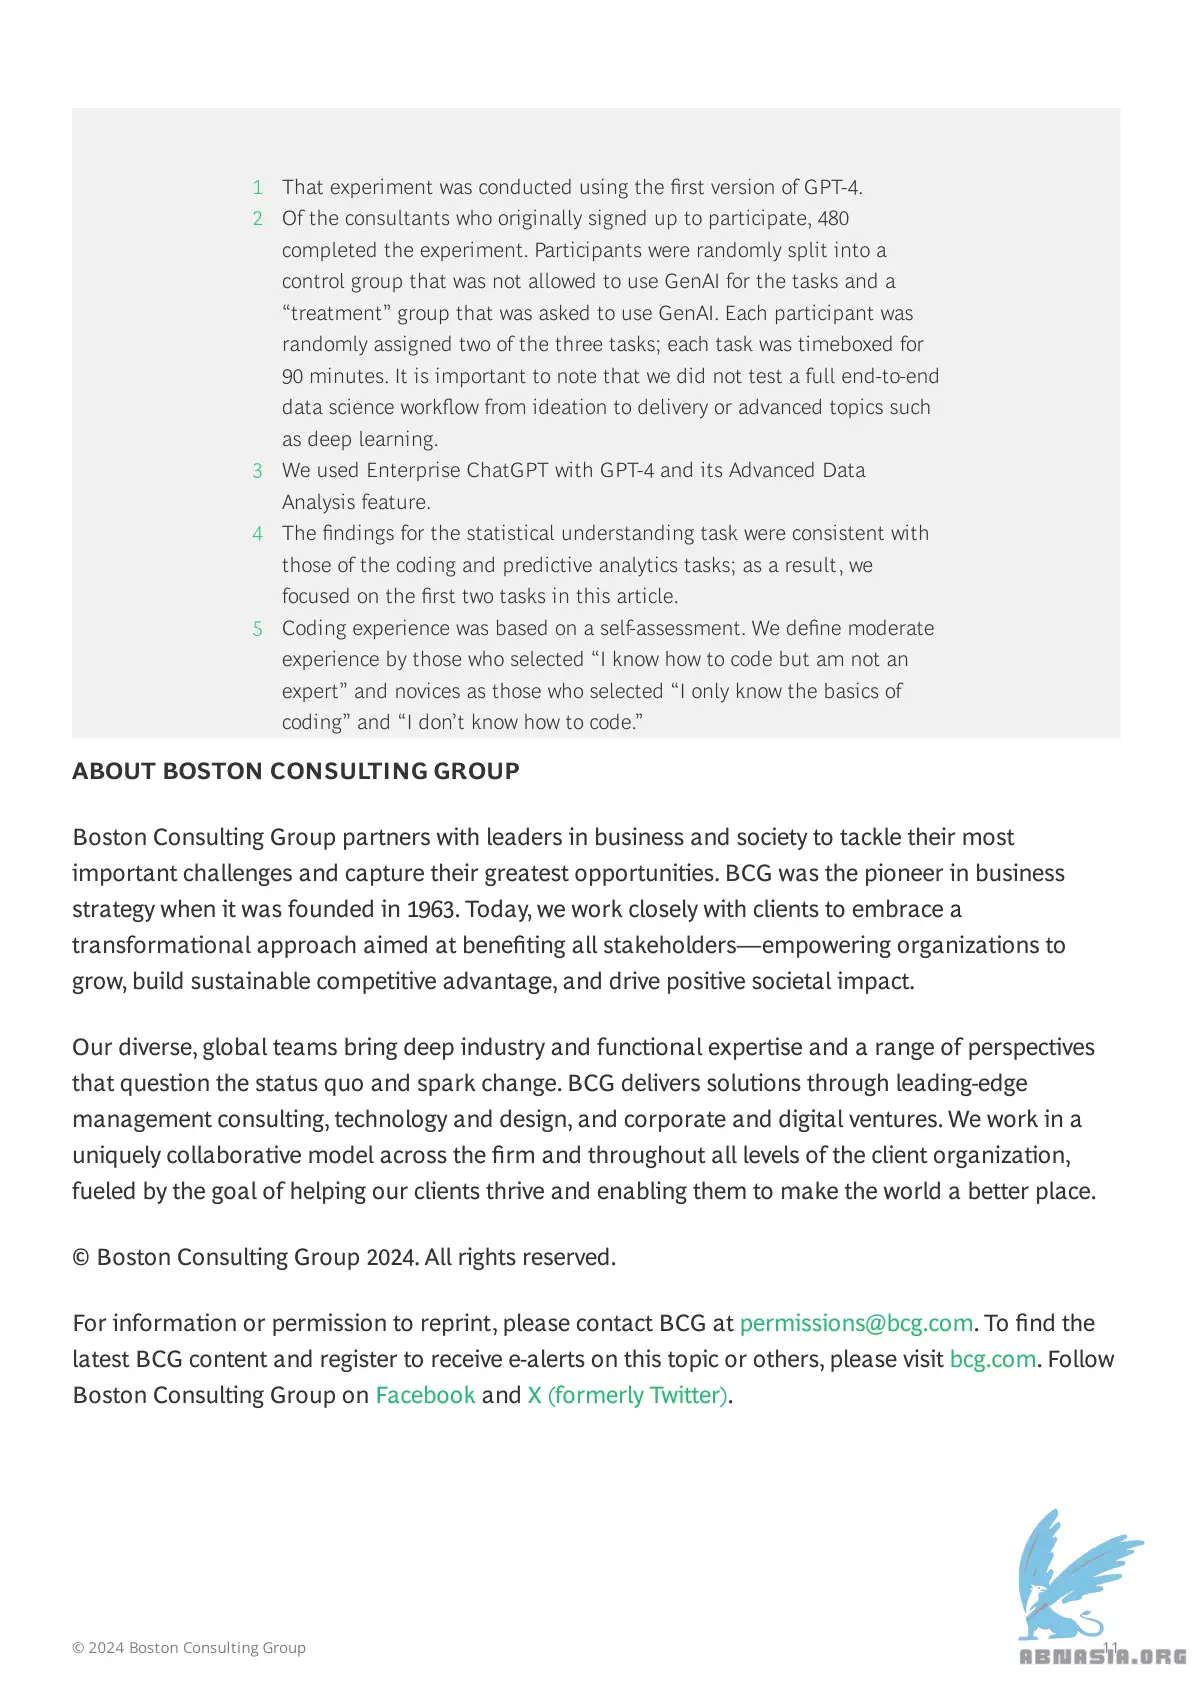 1 That experiment was conducted using the first version of GPT-4.
2 Of the consultants who originally signed up to participate, 480
completed the experiment. Participants were randomly split into a
control group that was not allowed to use GenAI for the tasks and a
“treatment” group that was asked to use GenAI. Each participant was
randomly assigned two of the three tasks; each task was timeboxed for
90 minutes. It is important to note that we did not test a full end-to-end
data science workflow from ideation to delivery or advanced topics such
as deep learning.
3 We used Enterprise ChatGPT with GPT-4 and its Advanced Data
Analysis feature.
4 The findings for the statistical understanding task were consistent with
those of the coding and predictive analytics tasks; as a result, we
focused on the first two tasks in this article.
5 Coding experience was based on a self-assessment. We define moderate
experience by those who selected “I know how to code but am not an
expert” and novices as those who selected “I only know the basics of
coding” and “I don’t know how to code.”
ABOUT BOSTON CONSULTING GROUP
Boston Consulting Group partners with leaders in business and society to tackle their most
important challenges and capture their greatest opportunities. BCG was the pioneer in business
strategy when it was founded in 1963. Today, we work closely with clients to embrace a
transformational approach aimed at benefiting all stakeholders—empowering organizations to
grow, build sustainable competitive advantage, and drive positive societal impact.
Our diverse, global teams bring deep industry and functional expertise and a range of perspectives
that question the status quo and spark change. BCG delivers solutions through leading-edge
management consulting, technology and design, and corporate and digital ventures. We work in a
uniquely collaborative model across the firm and throughout all levels of the client organization,
fueled by the goal of helping our clients thrive and enabling them to make the world a better place.
© Boston Consulting Group 2024. All rights reserved.
For information or permission to reprint, please contact BCG at permissions@bcg.com. To find the
latest BCG content and register to receive e-alerts on this topic or others, please visit bcg.com. Follow
Boston Consulting Group on Facebook and X (formerly Twitter).
© 2024 Boston Consulting Group
11
ABNASIA.ORG